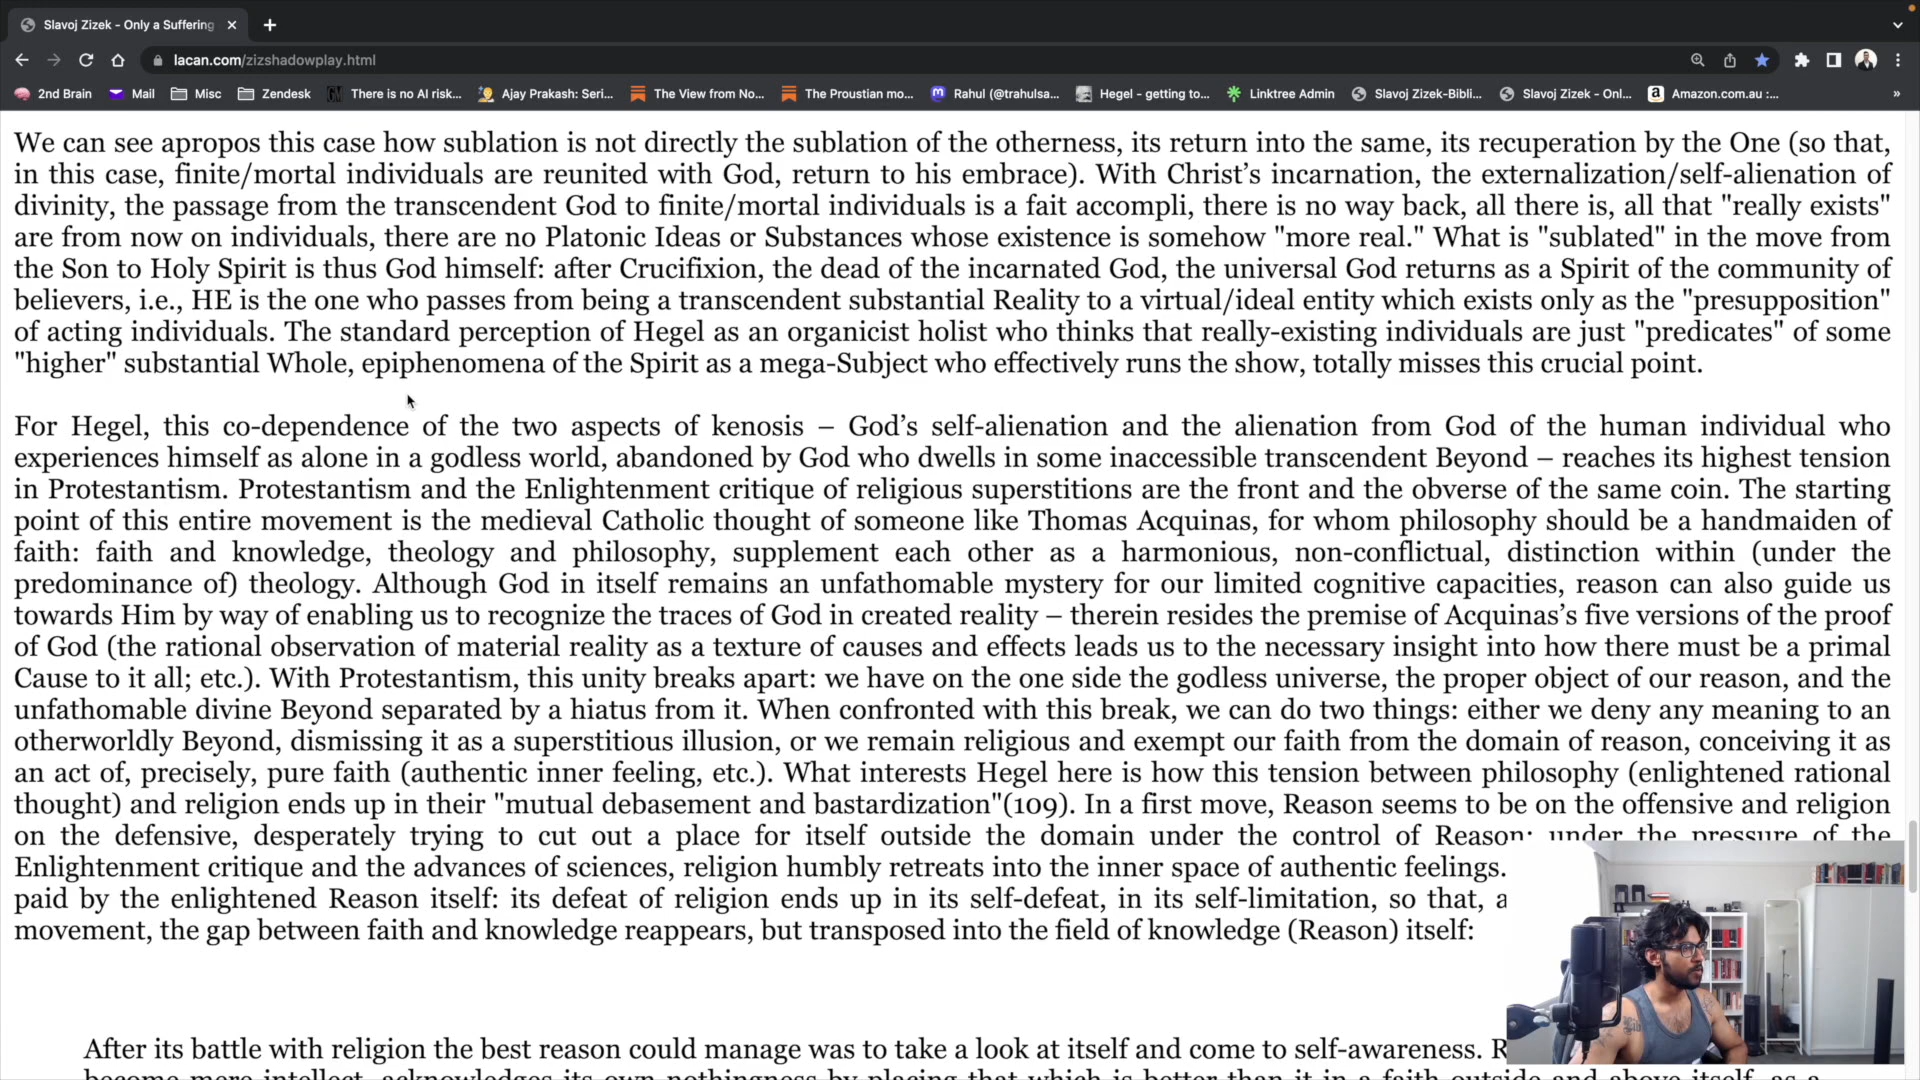 Slavoj Zizek - Only a Suffering
lacan.com/zizshadowplay.html
2nd Brain Mail Misc Zendesk There is no AI risk... Ajay Prakash: Seri... The View from No... The Proustian mo... Rahul (@trahulsa... Hegel - getting to... Linktree Admin Slavoj Zizek-Bibli... Slavoj Zizek - Onl... Amazon.com.au :... »
We can see apropos this case how sublation is not directly the sublation of the otherness, its return into the same, its recuperation by the One (so that,
in this case, finite/mortal individuals are reunited with God, return to his embrace). With Christ’s incarnation, the externalization/self-alienation of
divinity, the passage from the transcendent God to finite/mortal individuals is a fait accompli, there is no way back, all there is, all that "really exists"
are from now on individuals, there are no Platonic Ideas or Substances whose existence is somehow "more real." What is "sublated" in the move from
the Son to Holy Spirit is thus God himself: after Crucifixion, the dead of the incarnated God, the universal God returns as a Spirit of the community of
believers, i.e., HE is the one who passes from being a transcendent substantial Reality to a virtual/ideal entity which exists only as the "presupposition"
of acting individuals. The standard perception of Hegel as an organicist holist who thinks that really-existing individuals are just "predicates" of some
"higher" substantial Whole, epiphenomena of the Spirit as a mega-Subject who effectively runs the show, totally misses this crucial point.
For Hegel, this co-dependence of the two aspects of kenosis – God’s self-alienation and the alienation from God of the human individual who
experiences himself as alone in a godless world, abandoned by God who dwells in some inaccessible transcendent Beyond – reaches its highest tension
in Protestantism. Protestantism and the Enlightenment critique of religious superstitions are the front and the obverse of the same coin. The starting
point of this entire movement is the medieval Catholic thought of someone like Thomas Acquinas, for whom philosophy should be a handmaiden of
faith: faith and knowledge, theology and philosophy, supplement each other as a harmonious, non-conflictual, distinction within (under the
predominance of) theology. Although God in itself remains an unfathomable mystery for our limited cognitive capacities, reason can also guide us
towards Him by way of enabling us to recognize the traces of God in created reality – therein resides the premise of Acquinas’s five versions of the proof
of God (the rational observation of material reality as a texture of causes and effects leads us to the necessary insight into how there must be a primal
Cause to it all; etc.). With Protestantism, this unity breaks apart: we have on the one side the godless universe, the proper object of our reason, and the
unfathomable divine Beyond separated by a hiatus from it. When confronted with this break, we can do two things: either we deny any meaning to an
otherworldly Beyond, dismissing it as a superstitious illusion, or we remain religious and exempt our faith from the domain of reason, conceiving it as
an act of, precisely, pure faith (authentic inner feeling, etc.). What interests Hegel here is how this tension between philosophy (enlightened rational
thought) and religion ends up in their "mutual debasement and bastardization"(109). In a first move, Reason seems to be on the offensive and religion
on the defensive, desperately trying to cut out a place for itself outside the domain under the control of Reason: under the pressure of the
Enlightenment critique and the advances of sciences, religion humbly retreats into the inner space of authentic feelings.
paid by the enlightened Reason itself: its defeat of religion ends up in its self-defeat, in its self-limitation, so that, a
movement, the gap between faith and knowledge reappears, but transposed into the field of knowledge (Reason) itself:
After its battle with religion the best reason could manage was to take a look at itself and come to self-awareness. R
become mere intellect, acknowledges its own nothingness by placing that which is better than it in a faith outside and above itself, as a